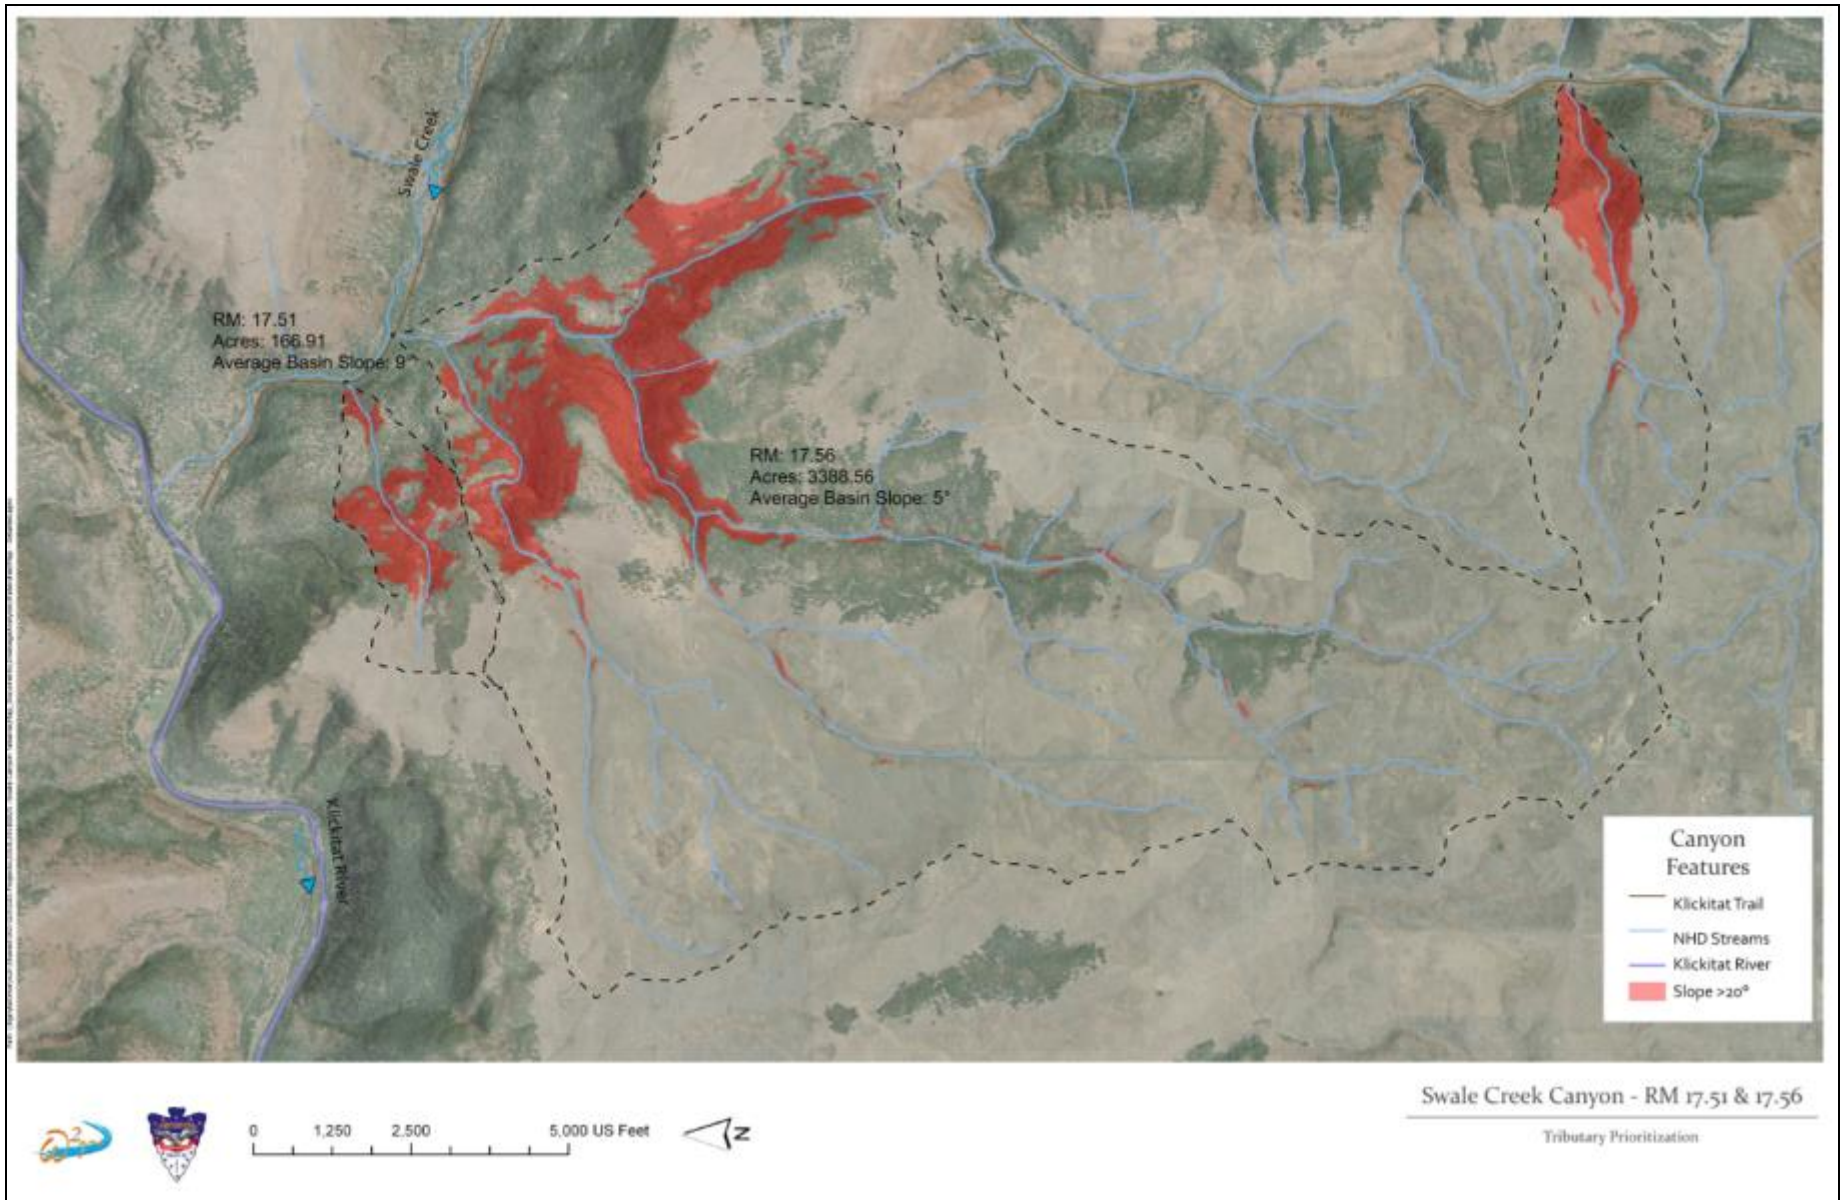 Swale Creek
RM: 17.51
Acres: 166.91
Average Basin Slope: 9°
RM: 17.56
Acres: 3388.56
Average Basin Slope: 5°
Klickitat River
Canyon
Features
Klickitat Trail
NHD Streams
Klickitat River
Slope >20°
0 1,250 2,500 5,000 US Feet
N
Swale Creek Canyon - RM 17.51 & 17.56
Tributary Prioritization